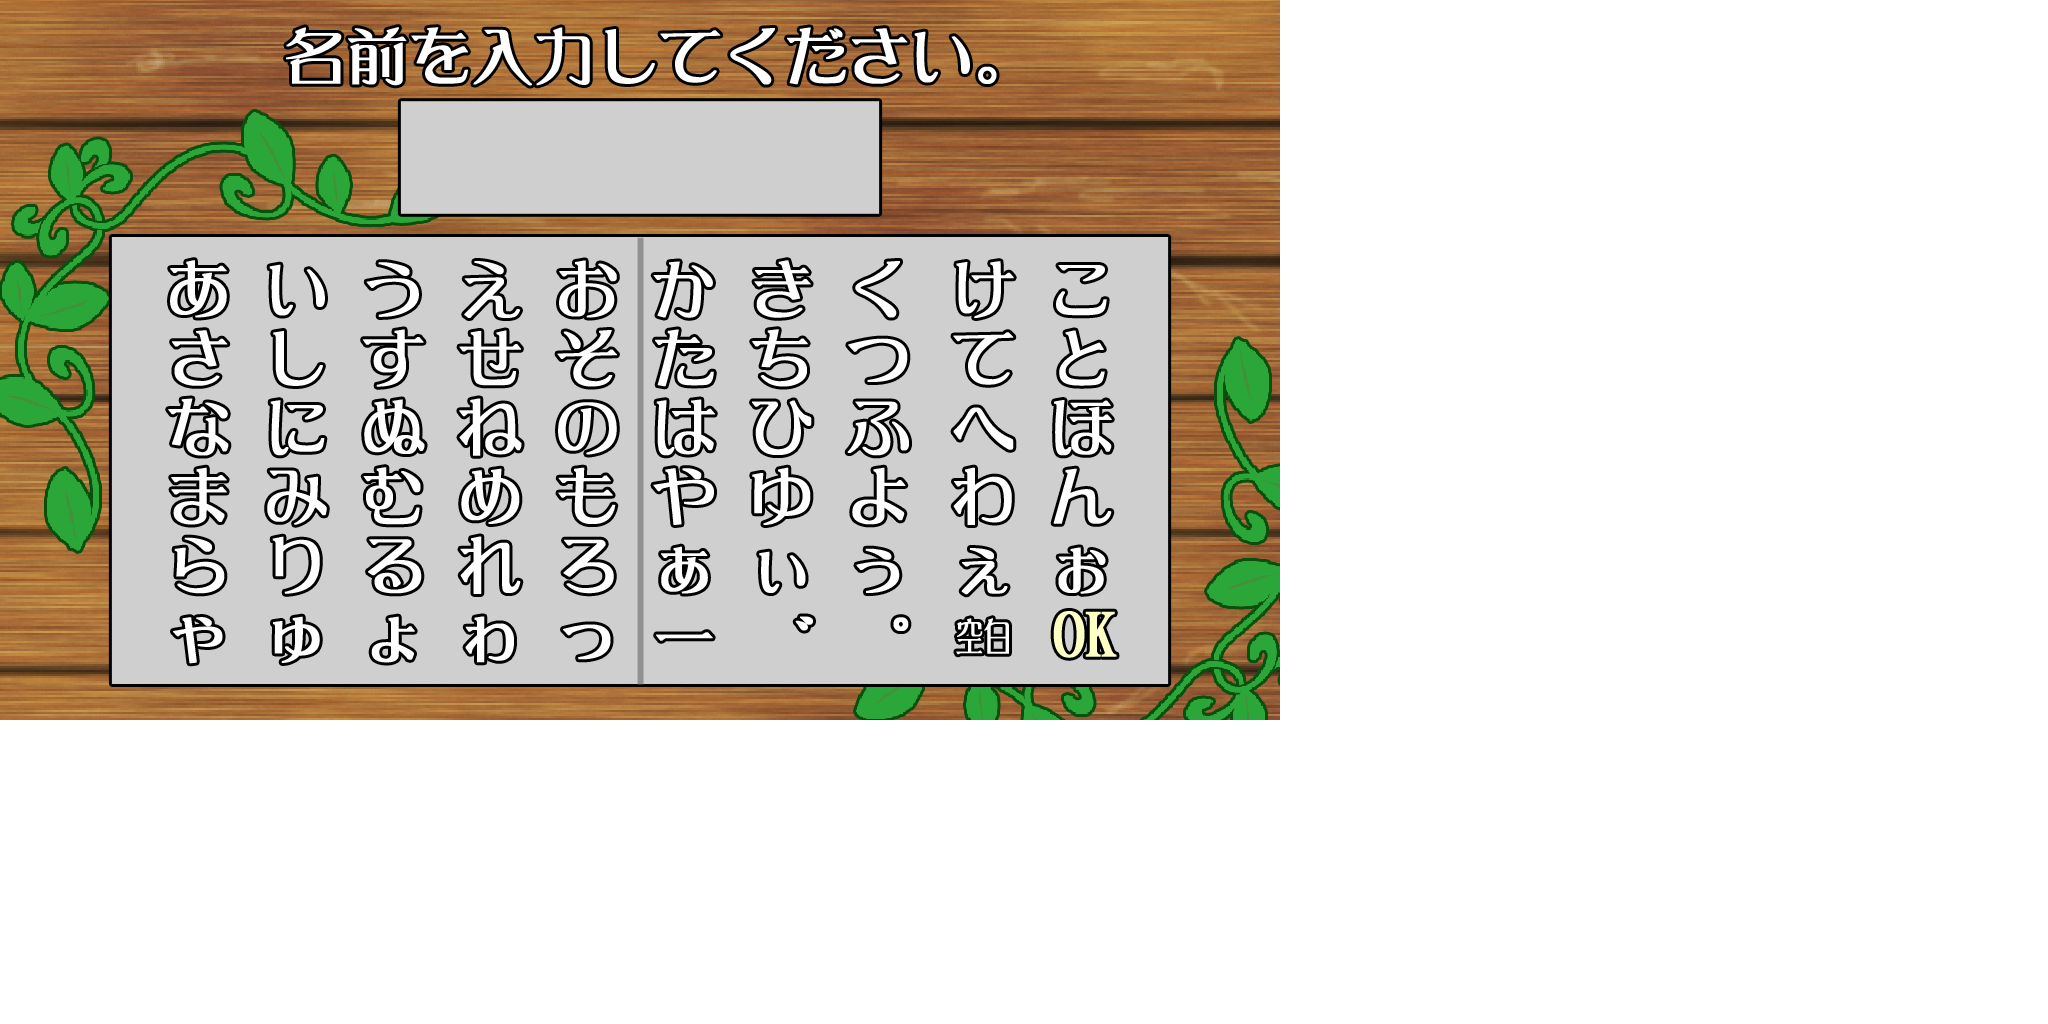 名前を入力してください。
あいうえおかきくけこ
さしすせそたちつてと
なにぬねのはひふへほ
まみむめもやゆよわん
らりるれろぁぃぅぇぉ
ゃゅょゎっー゛゜空白OK